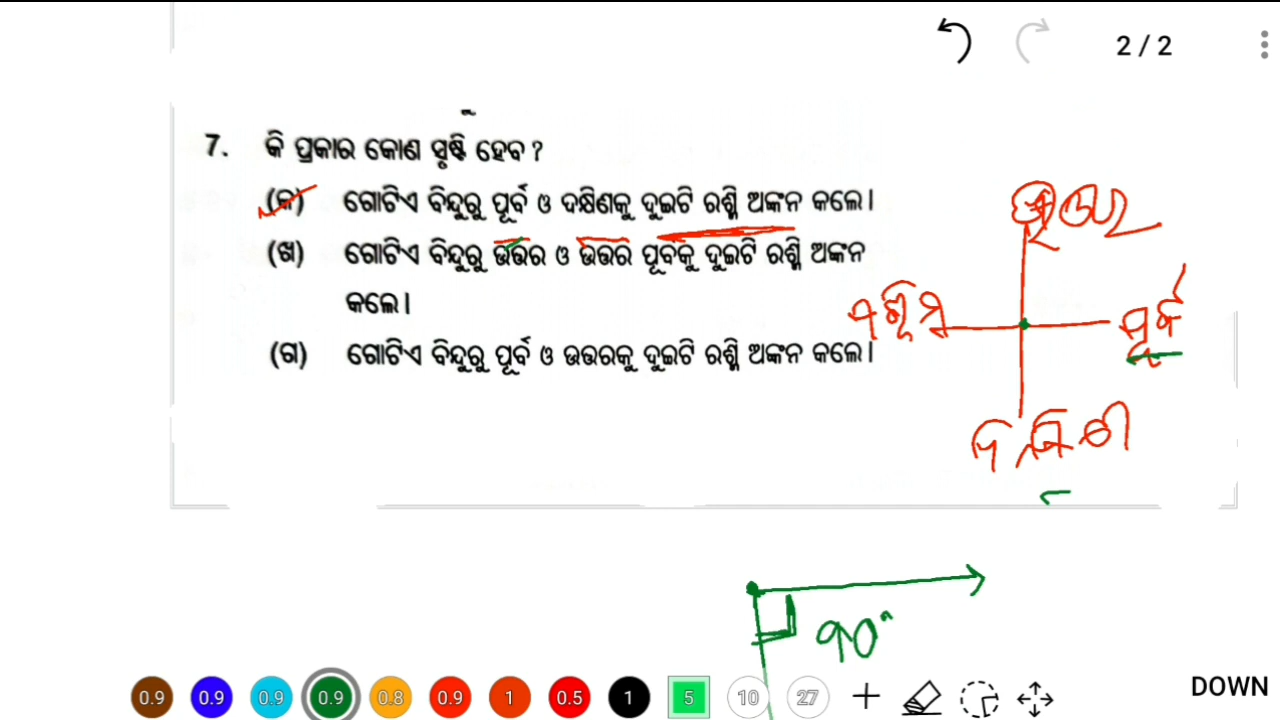 2 / 2
7. କି ପ୍ରକାର କୋଣ ସୃଷ୍ଟି ହେବ ?
(କ) ଗୋଟିଏ ବିନ୍ଦୁରୁ ପୂର୍ବ ଓ ଦକ୍ଷିଣକୁ ଦୁଇଟି ରଶ୍ମି ଅଙ୍କନ କଲେ।
(ଖ) ଗୋଟିଏ ବିନ୍ଦୁରୁ ଉତ୍ତର ଓ ଉତ୍ତର ପୂର୍ବକୁ ଦୁଇଟି ରଶ୍ମି ଅଙ୍କନ
କଲେ।
(ଗ) ଗୋଟିଏ ବିନ୍ଦୁରୁ ପୂର୍ବ ଓ ଉତ୍ତରକୁ ଦୁଇଟି ରଶ୍ମି ଅଙ୍କନ କଲେ।
ଉତ୍ତର
ପଶ୍ଚିମ
ପୂର୍ବ
ଦକ୍ଷିଣ
90°
0.9 0.9 0.9 0.9 0.8 0.9 1 0.5 1 5 10 27
DOWN